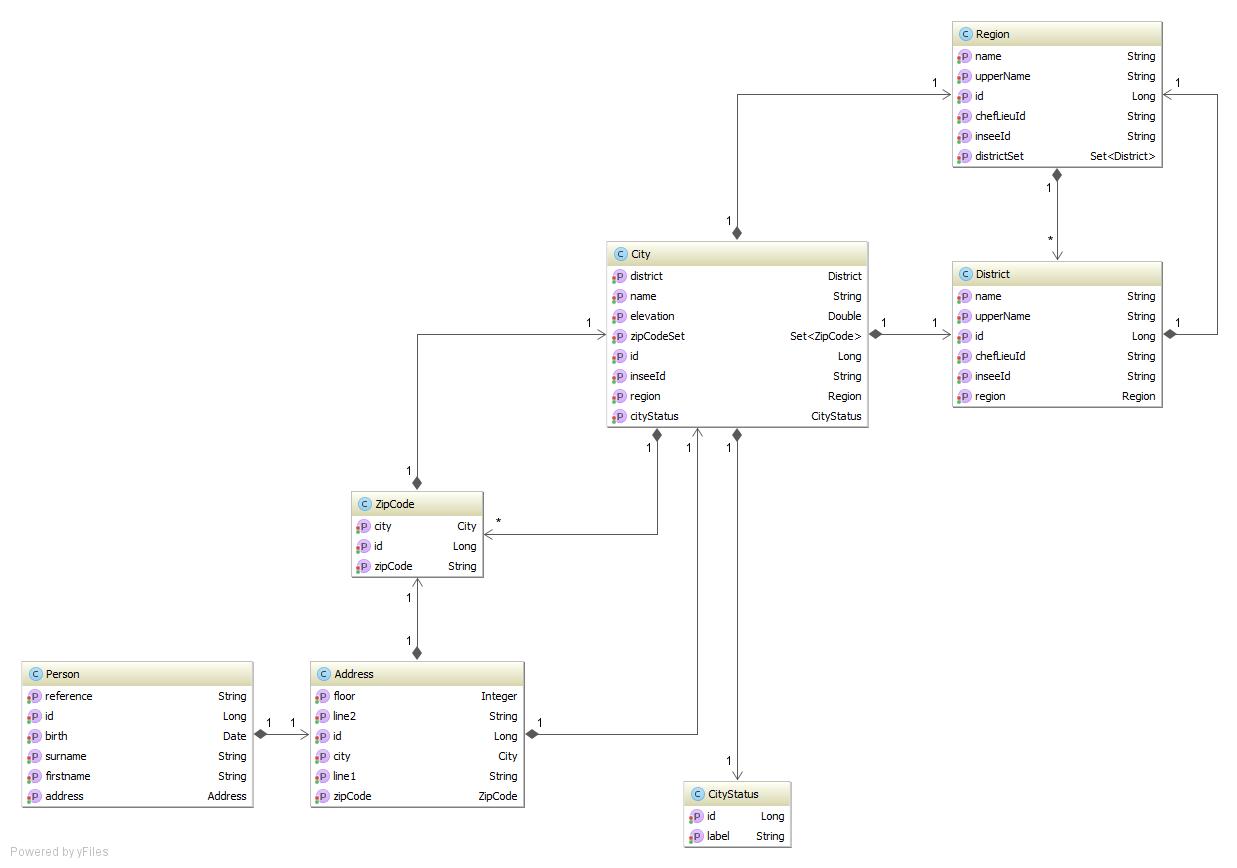 C Region
P name String
P upperName String
P id Long
P chefLieuId String
P inseeId String
P districtSet Set<District>
1
1
1
*
1
C City
P district District
P name String
P elevation Double
P zipCodeSet Set<ZipCode>
P id Long
P inseeId String
P region Region
P cityStatus CityStatus
1
1
1
C District
P name String
P upperName String
P id Long
P chefLieuId String
P inseeId String
P region Region
1
1
1
1
1
*
C ZipCode
P city City
P id Long
P zipCode String
1
1
1
C Person
P reference String
P id Long
P birth Date
P surname String
P firstname String
P address Address
1
1
C Address
P floor Integer
P line2 String
P id Long
P city City
P line1 String
P zipCode ZipCode
1
1
C CityStatus
P id Long
P label String
Powered by yFiles